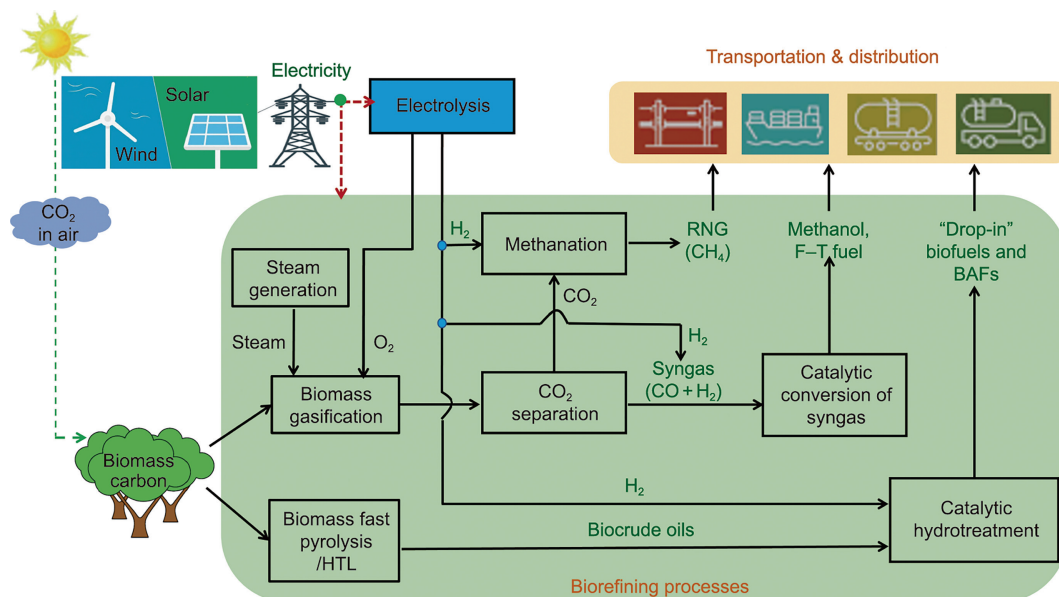 Transportation & distribution
Electricity
Solar
Wind
Electrolysis
CO₂
in air
H₂
Methanation
RNG
(CH₄)
Methanol,
F–T fuel
“Drop-in”
biofuels and
BAFs
Steam
generation
CO₂
Steam
O₂
H₂
Biomass
gasification
CO₂
separation
Syngas
(CO + H₂)
Catalytic
conversion of
syngas
Biomass
carbon
H₂
Biomass fast
pyrolysis
/HTL
Biocrude oils
Catalytic
hydrotreatment
Biorefining processes